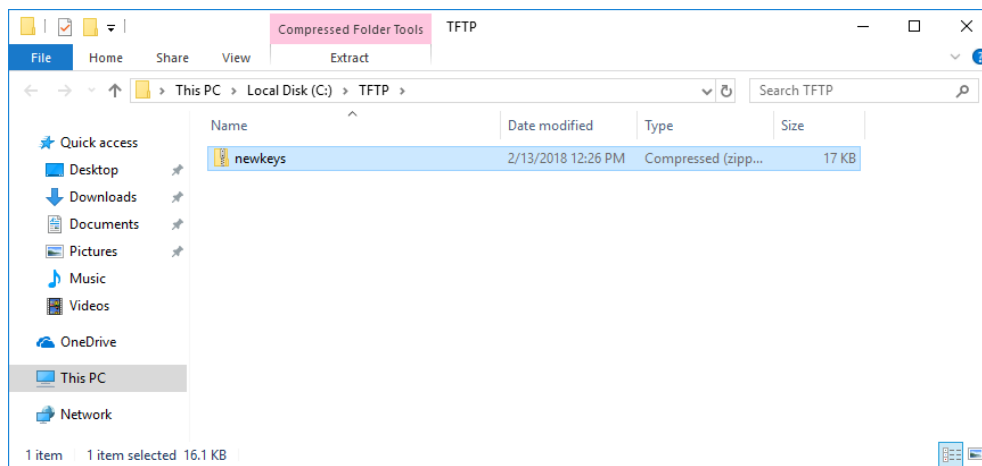 Compressed Folder Tools TFTP
File Home Share View Extract
This PC Local Disk (C:) TFTP
Search TFTP
Name Date modified Type Size
newkeys 2/13/2018 12:26 PM Compressed (zipp... 17 KB
Quick access
Desktop
Downloads
Documents
Pictures
Music
Videos
OneDrive
This PC
Network
1 item 1 item selected 16.1 KB